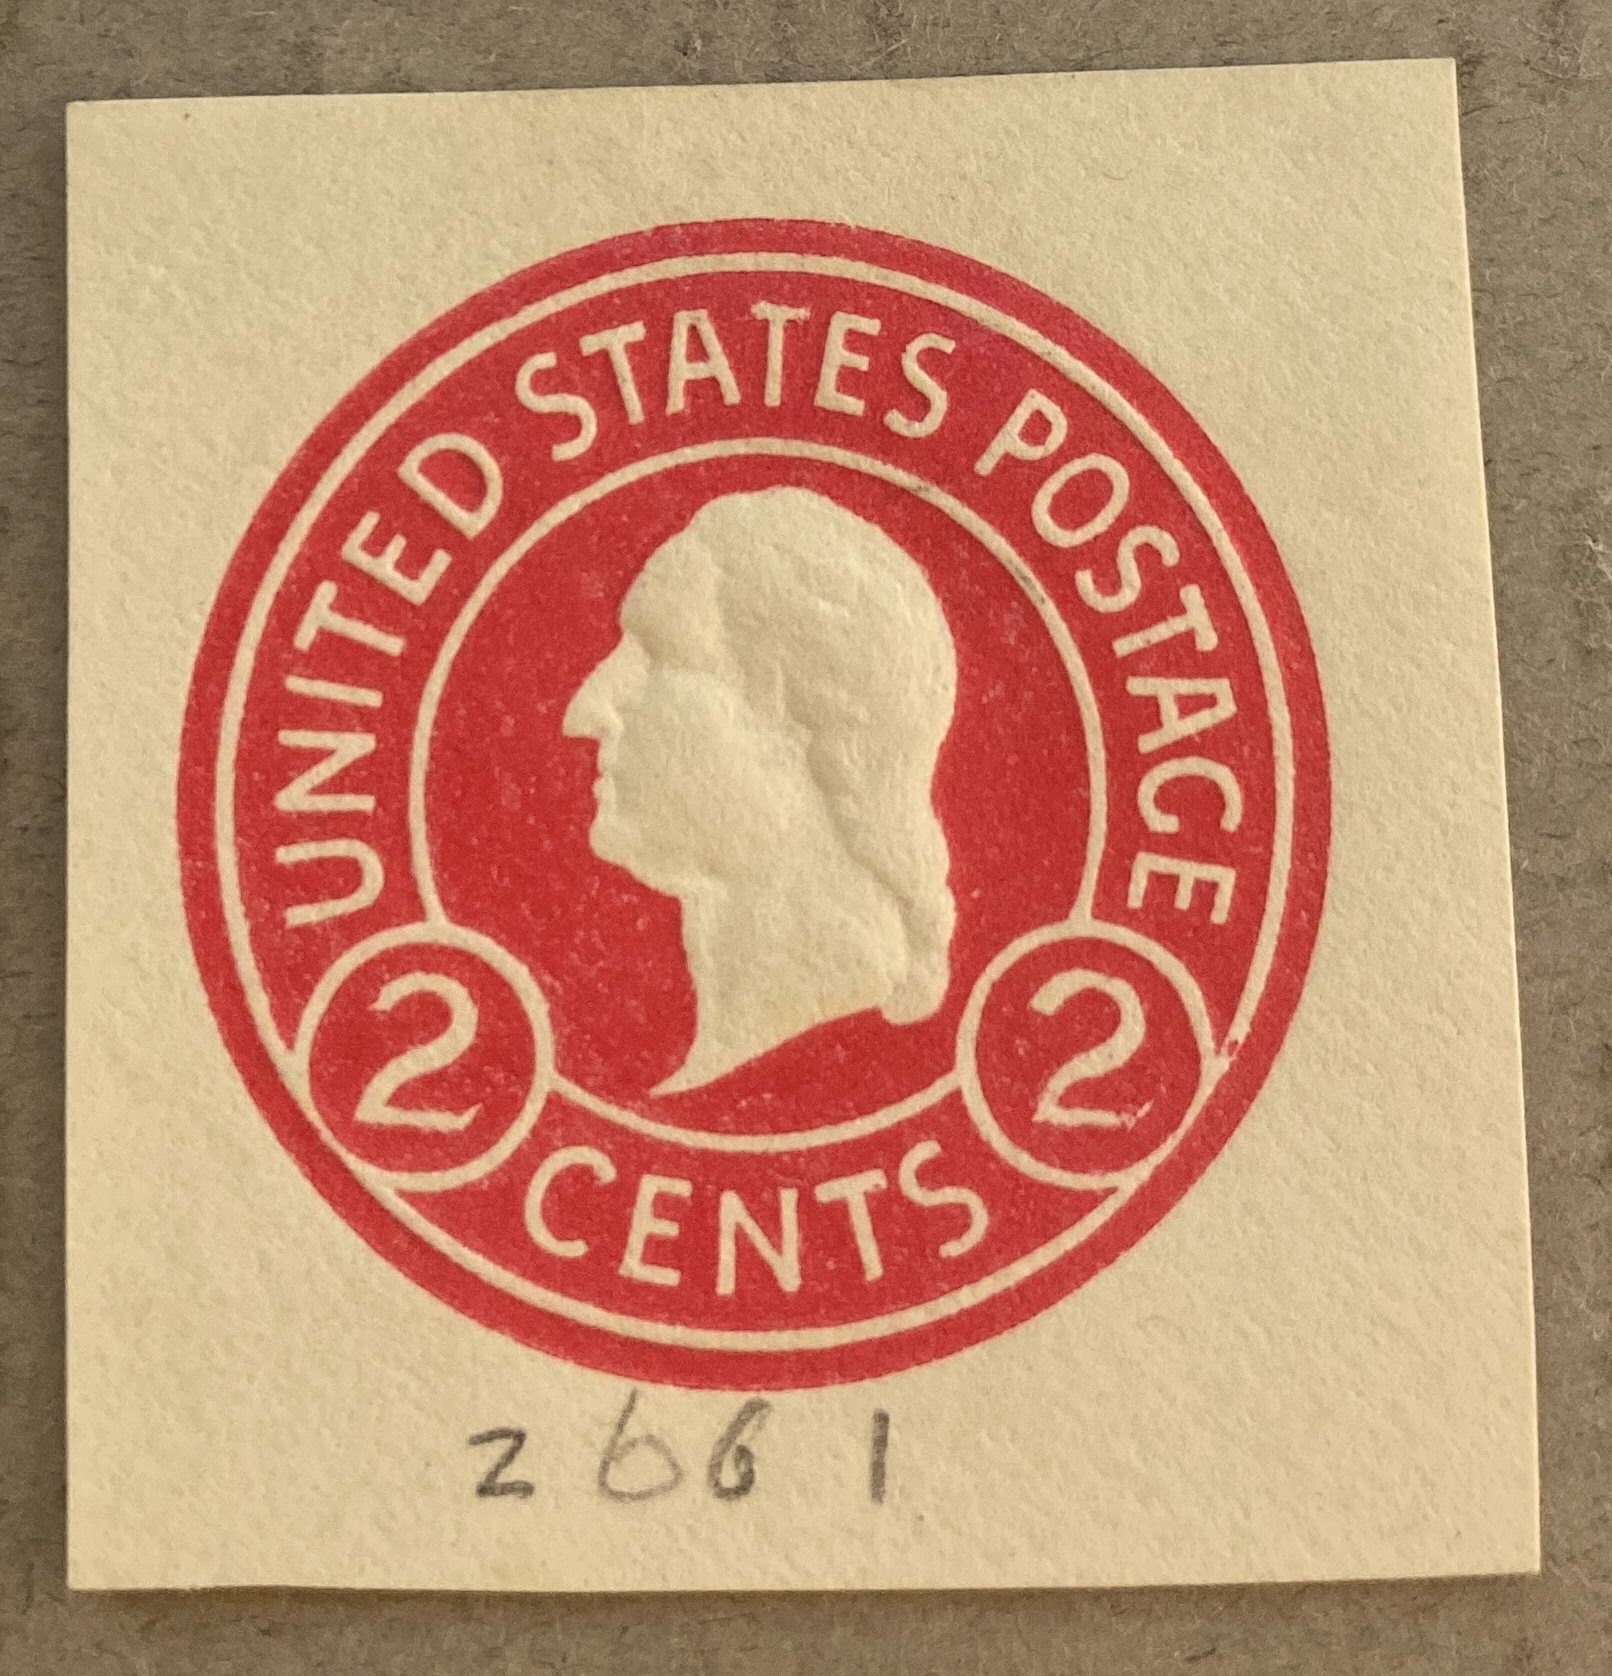 UNITED STATES POSTAGE
2 2
CENTS
2661